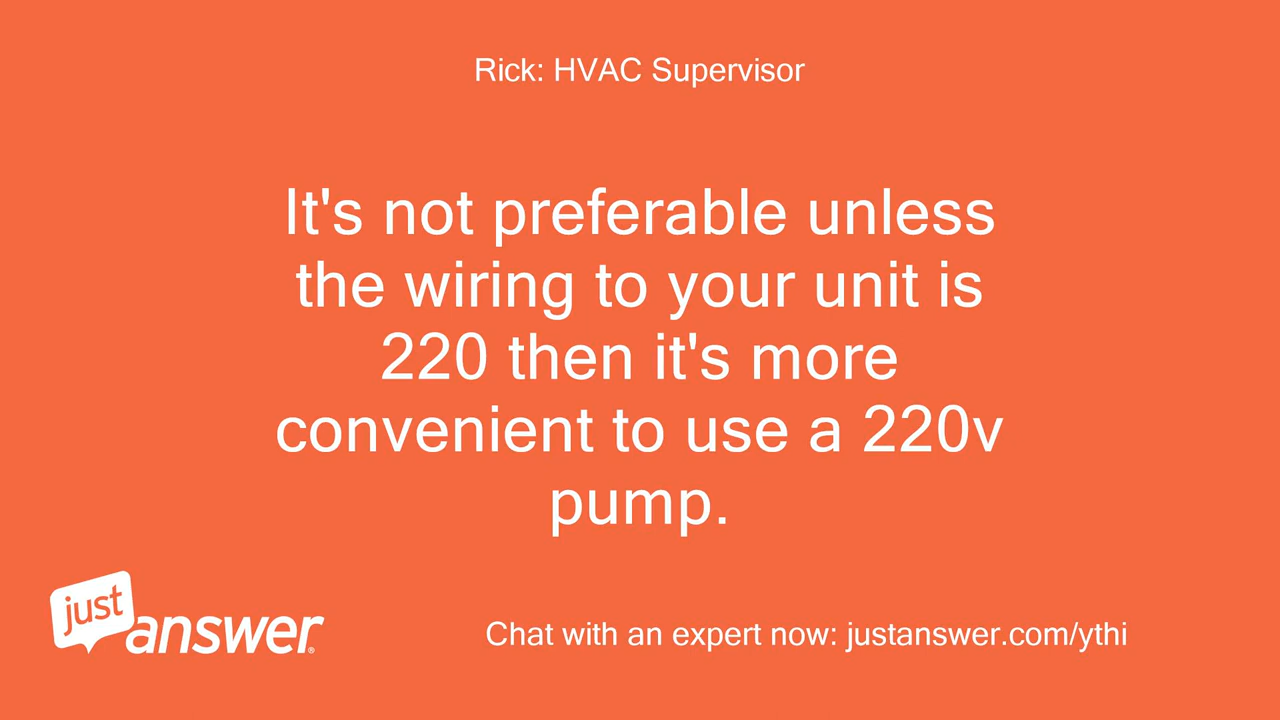 Rick: HVAC Supervisor
It's not preferable unless
the wiring to your unit is
220 then it's more
convenient to use a 220v
pump.
just
answer®
Chat with an expert now: justanswer.com/ythi